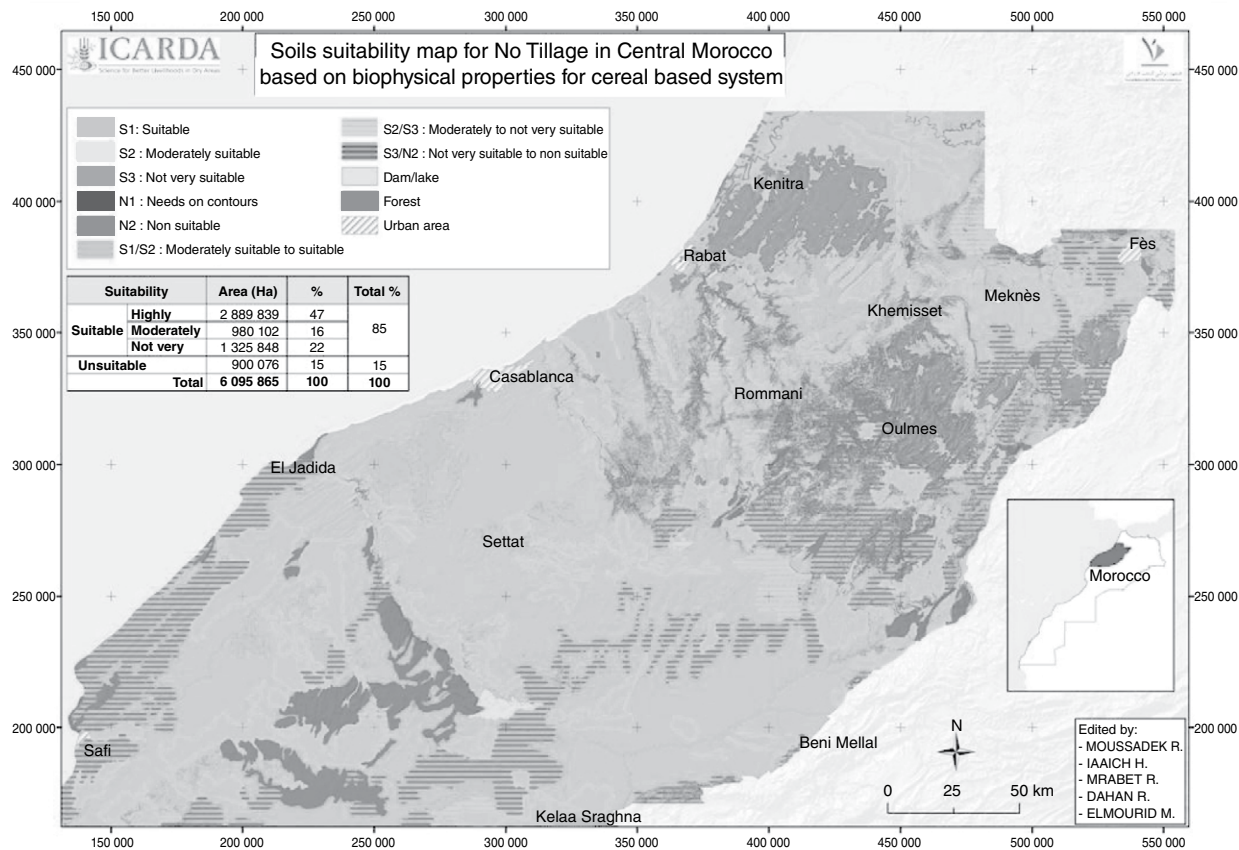 150 000 200 000 250 000 300 000 350 000 400 000 450 000 500 000 550 000
ICARDA
Science for Better Livelihoods in Dry Areas
Soils suitability map for No Tillage in Central Morocco
based on biophysical properties for cereal based system
450 000
450 000
S1: Suitable
S2 : Moderately suitable
S3 : Not very suitable
N1 : Needs on contours
N2 : Non suitable
S1/S2 : Moderately suitable to suitable
S2/S3 : Moderately to not very suitable
S3/N2 : Not very suitable to non suitable
Dam/lake
Forest
Urban area
400 000
400 000
Suitability Area (Ha) % Total %
Suitable Highly 2 889 839 47 85
Moderately 980 102 16
Not very 1 325 848 22
Unsuitable 900 076 15 15
Total 6 095 865 100 100
Kenitra
Rabat
Fès
Meknès
Khemisset
350 000
350 000
Casablanca
Rommani
Oulmes
El Jadida
300 000
300 000
Settat
Morocco
250 000
250 000
200 000
200 000
Safi
Beni Mellal
Kelaa Sraghna
N
0 25 50 km
Edited by:
- MOUSSADEK R.
- IAAICH H.
- MRABET R.
- DAHAN R.
- ELMOURID M.
150 000 200 000 250 000 300 000 350 000 400 000 450 000 500 000 550 000